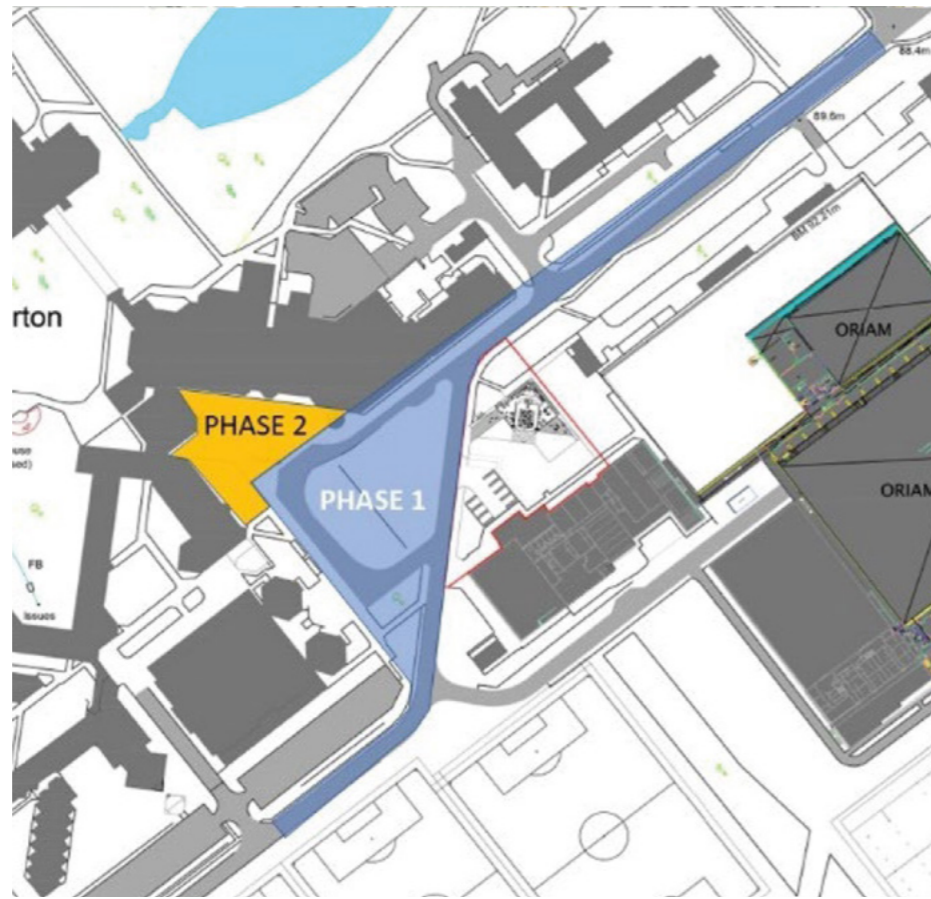 88.4m
89.6m
BM 92.21m
rton
ORIAM
PHASE 2
PHASE 1
ORIAM
FB
Issues